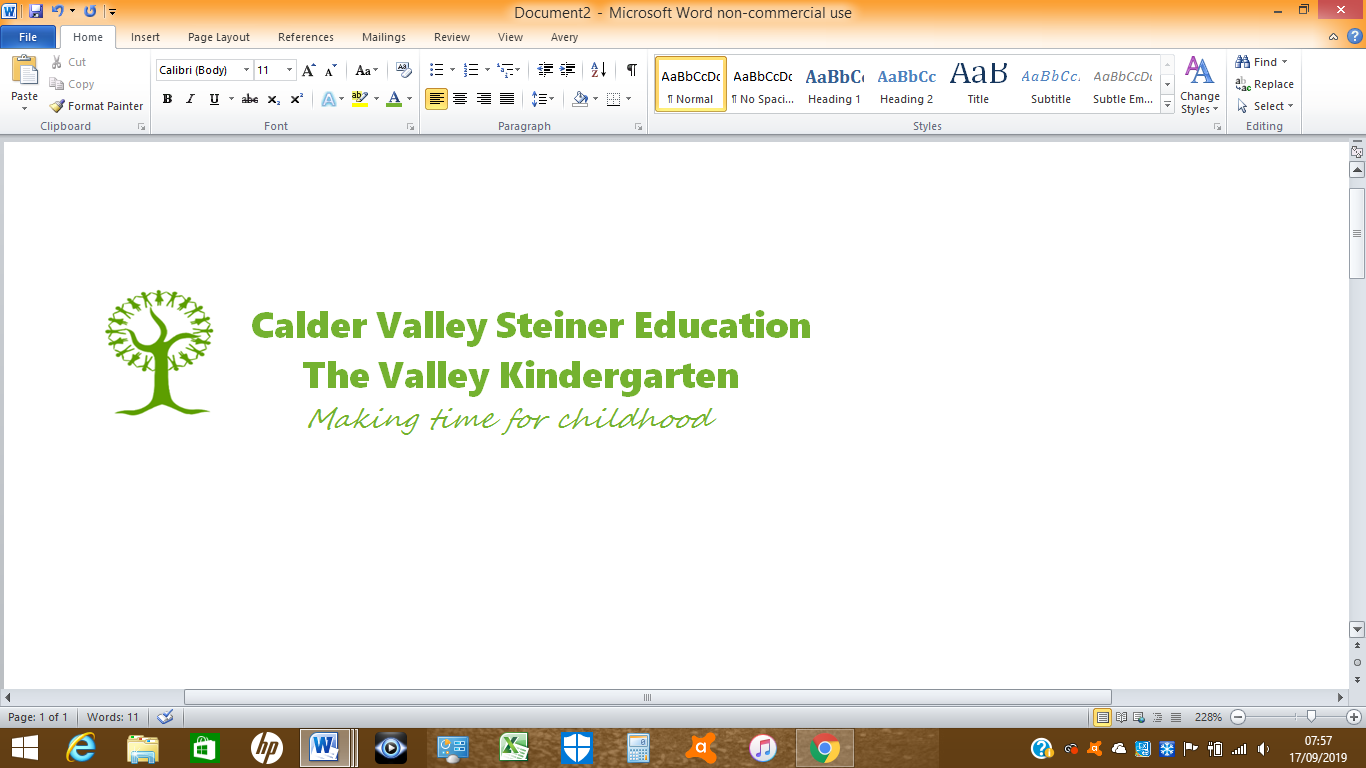 Document2 - Microsoft Word non-commercial use
File Home Insert Page Layout References Mailings Review View Avery
Paste
Cut
Copy
Format Painter
Clipboard
Calibri (Body) 11
Font
Paragraph
AaBbCcDc AaBbCcDc AaBbCc AaBbCc AaB AaBbCc. AaBbCcDc
¶ Normal ¶ No Spaci... Heading 1 Heading 2 Title Subtitle Subtle Em...
Change
Styles
Styles
Find
Replace
Select
Editing
Calder Valley Steiner Education
The Valley Kindergarten
Making time for childhood
Page: 1 of 1 Words: 11 228%
07:57
17/09/2019